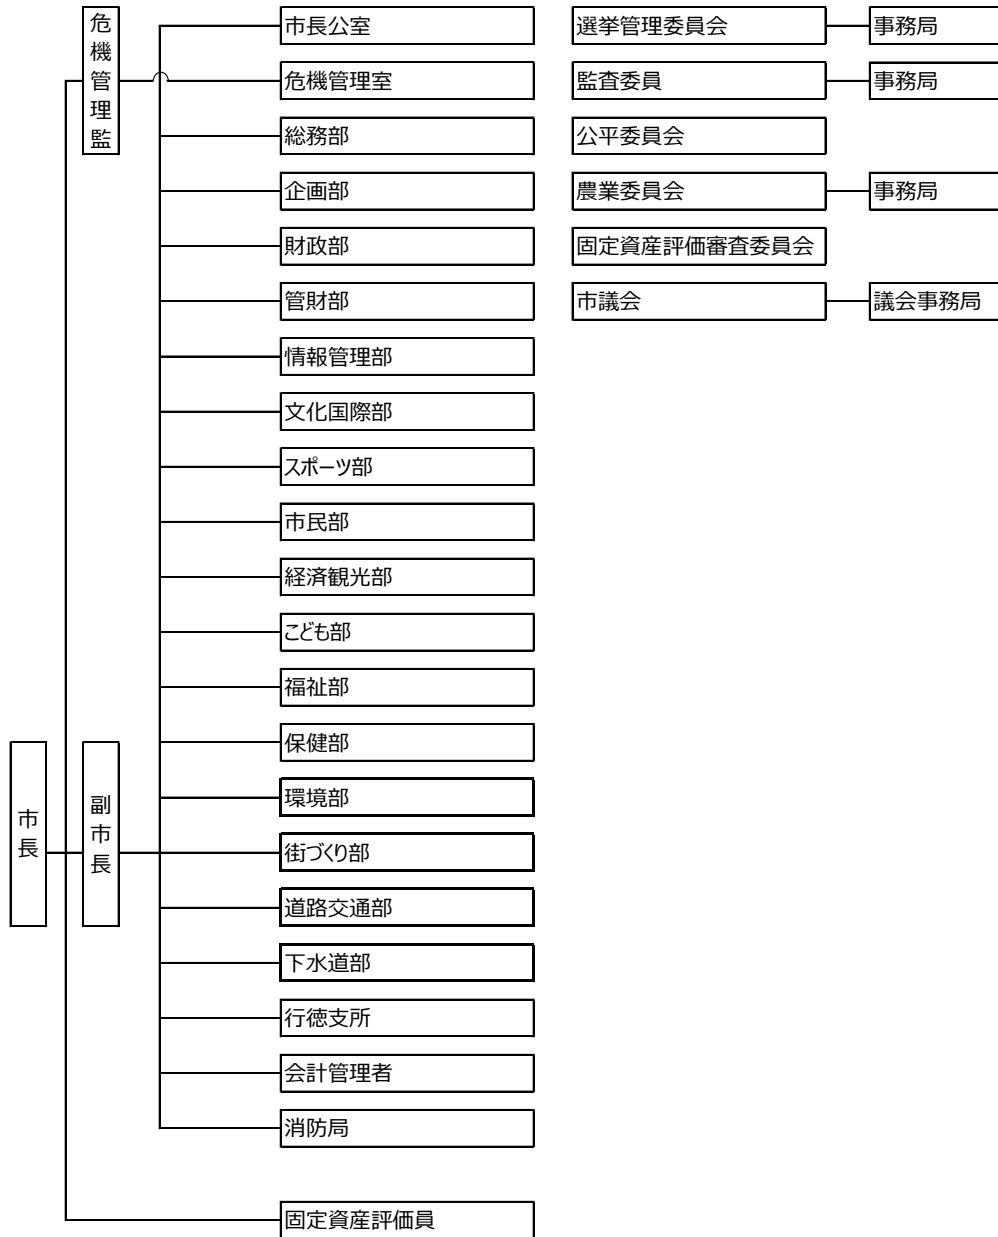 危機管理監
市長
副市長
市長公室
危機管理室
総務部
企画部
財政部
管財部
情報管理部
文化国際部
スポーツ部
市民部
経済観光部
こども部
福祉部
保健部
環境部
街づくり部
道路交通部
下水道部
行徳支所
会計管理者
消防局
固定資産評価員
選挙管理委員会
事務局
監査委員
事務局
公平委員会
農業委員会
事務局
固定資産評価審査委員会
市議会
議会事務局